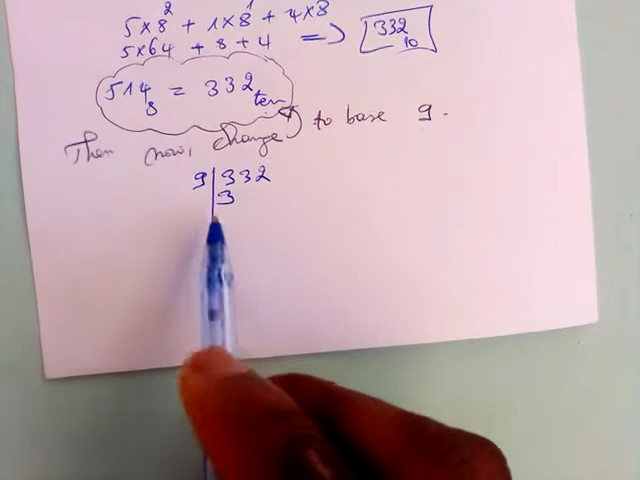 5×8² + 1×8¹ + 4×8
5×64 + 8 + 4 => 332₁₀
514₈ = 332 ten
Then now, change to base 9.
9 332
3